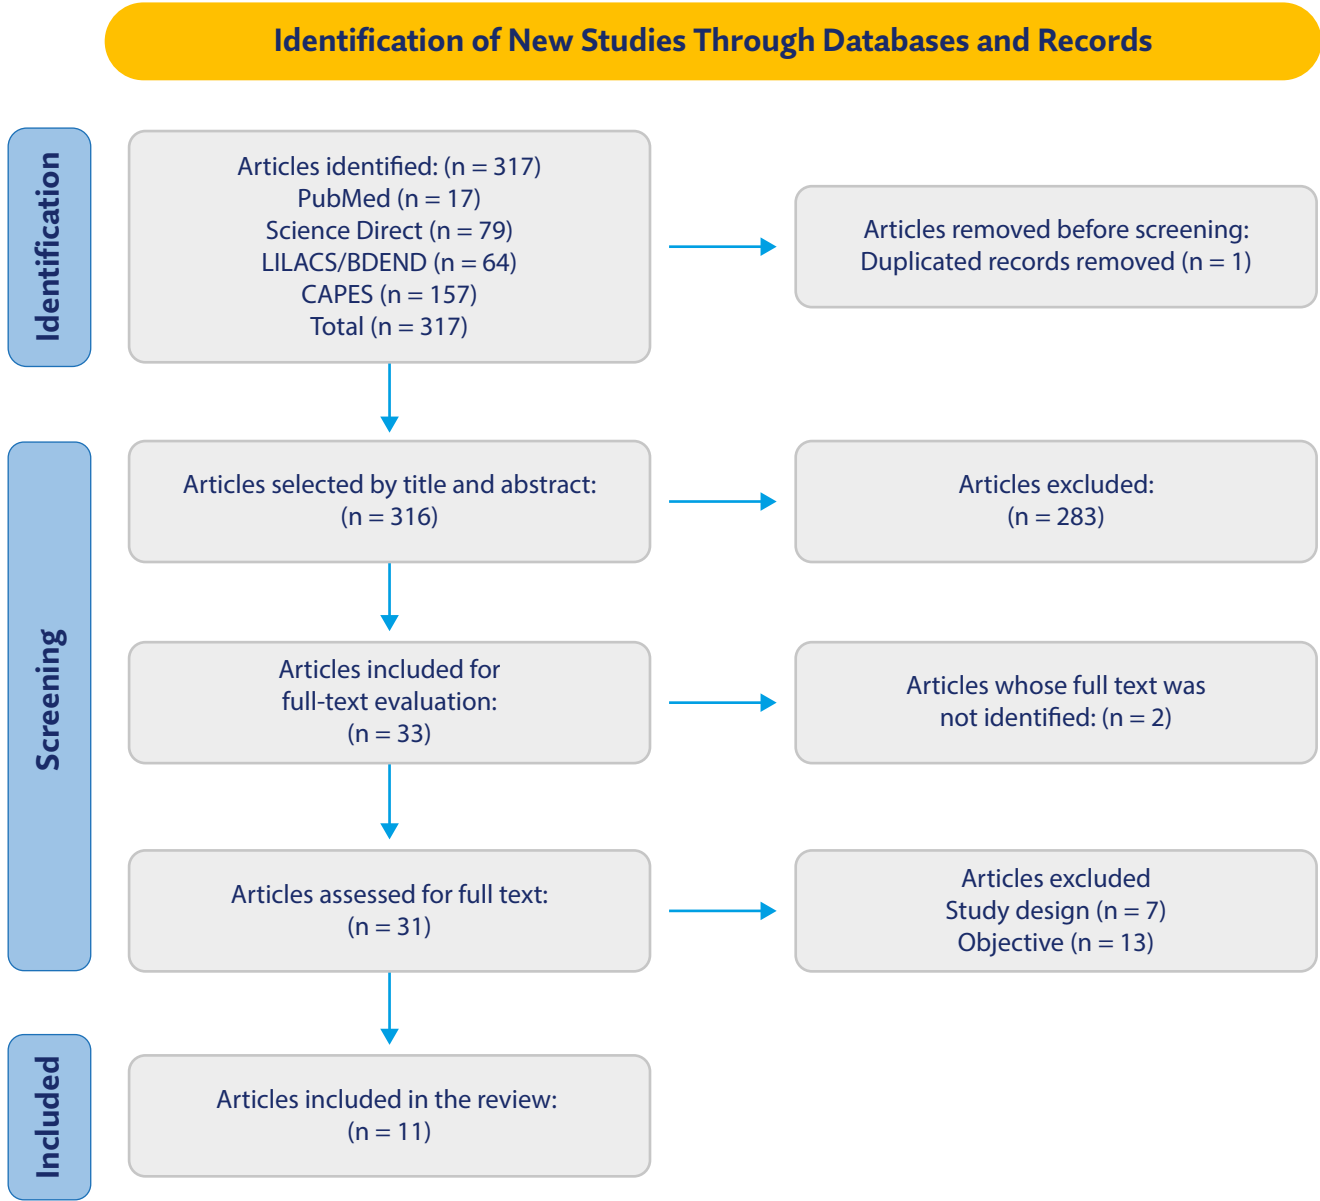 Identification of New Studies Through Databases and Records
Identification
Articles identified: (n = 317)
PubMed (n = 17)
Science Direct (n = 79)
LILACS/BDEND (n = 64)
CAPES (n = 157)
Total (n = 317)
Articles removed before screening:
Duplicated records removed (n = 1)
Screening
Articles selected by title and abstract:
(n = 316)
Articles excluded:
(n = 283)
Articles included for
full-text evaluation:
(n = 33)
Articles whose full text was
not identified: (n = 2)
Articles assessed for full text:
(n = 31)
Articles excluded
Study design (n = 7)
Objective (n = 13)
Included
Articles included in the review:
(n = 11)